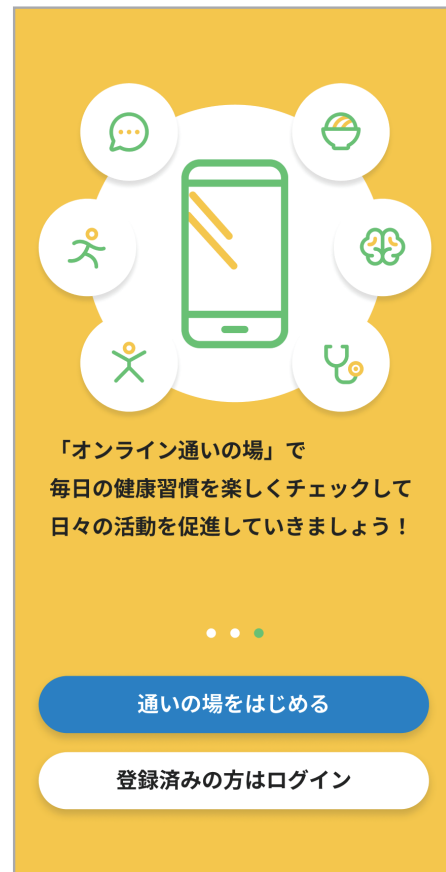 「オンライン通いの場」で
毎日の健康習慣を楽しくチェックして
日々の活動を促進していきましょう！
通いの場をはじめる
登録済みの方はログイン